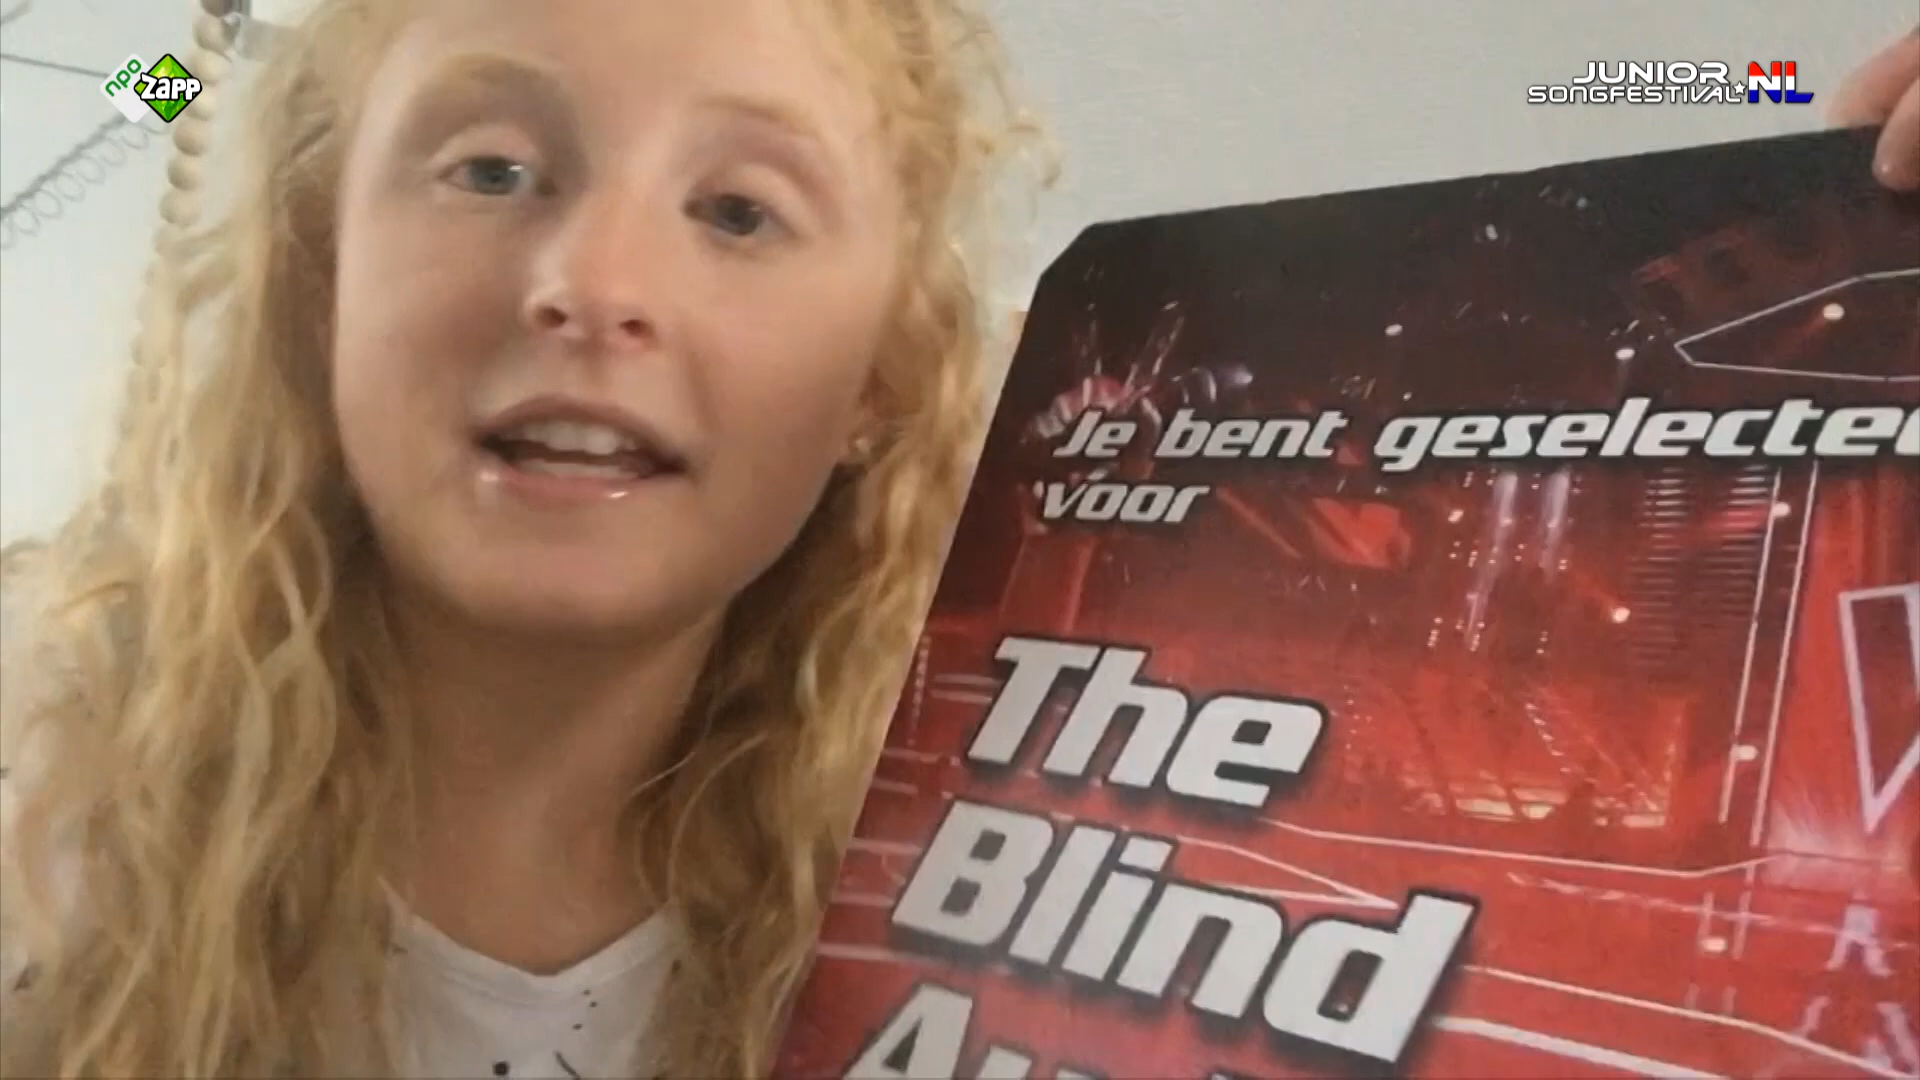 npo
Zapp
JUNIOR
SONGFESTIVAL NL
Je bent geselectee
voor
The
Blind